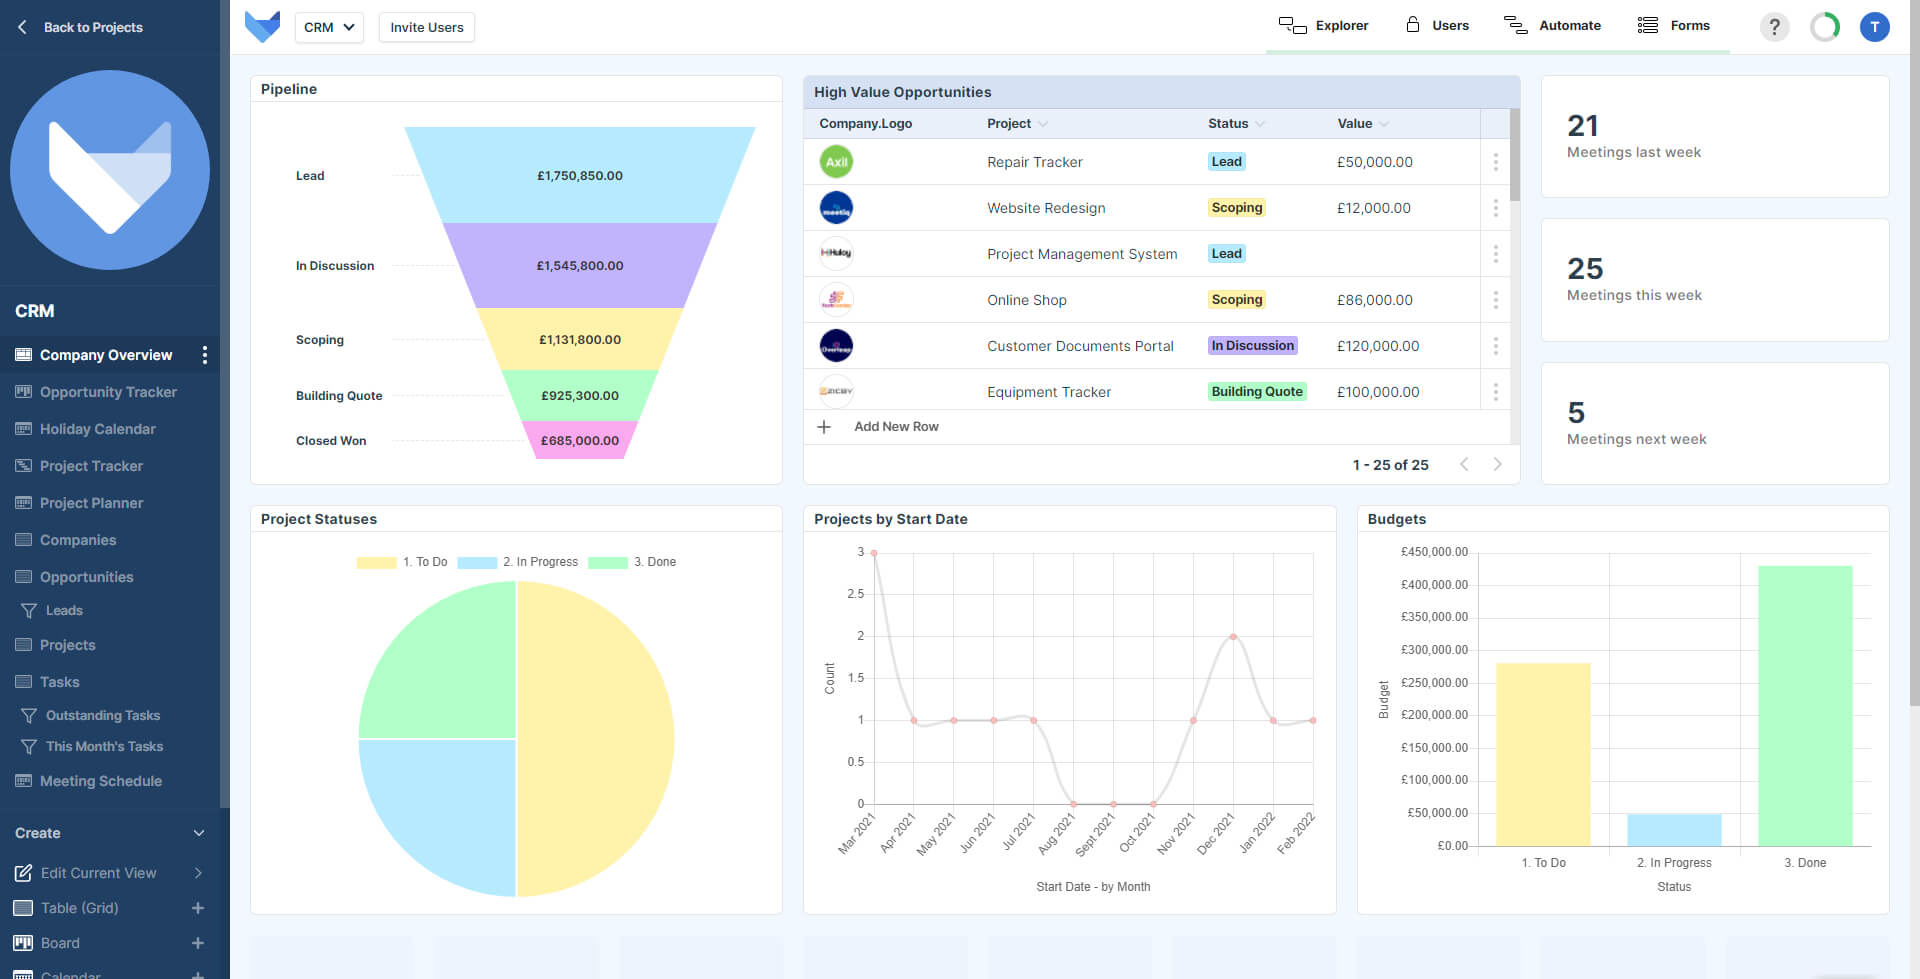 Back to Projects
CRM
Company Overview
Opportunity Tracker
Holiday Calendar
Project Tracker
Project Planner
Companies
Opportunities
Leads
Projects
Tasks
Outstanding Tasks
This Month's Tasks
Meeting Schedule
Create
Edit Current View
Table (Grid)
Board
Calendar
CRM Invite Users Explorer Users Automate Forms ? T
Pipeline
Lead £1,750,850.00
In Discussion £1,545,800.00
Scoping £1,131,800.00
Building Quote £925,300.00
Closed Won £685,000.00
High Value Opportunities
Company.Logo Project Status Value
Axil Repair Tracker Lead £50,000.00
meetiq Website Redesign Scoping £12,000.00
Huloy Project Management System Lead
Online Shop Scoping £86,000.00
Overleap Customer Documents Portal In Discussion £120,000.00
Equipment Tracker Building Quote £100,000.00
Add New Row
1 - 25 of 25
21
Meetings last week
25
Meetings this week
5
Meetings next week
Project Statuses
1. To Do 2. In Progress 3. Done
Projects by Start Date
3
2.5
2
1.5
1
0.5
0
Count
Mar 2021 Apr 2021 May 2021 Jun 2021 Jul 2021 Aug 2021 Sept 2021 Oct 2021 Nov 2021 Dec 2021 Jan 2022 Feb 2022
Start Date - by Month
Budgets
£450,000.00
£400,000.00
£350,000.00
£300,000.00
£250,000.00
£200,000.00
£150,000.00
£100,000.00
£50,000.00
£0.00
Budget
1. To Do 2. In Progress 3. Done
Status